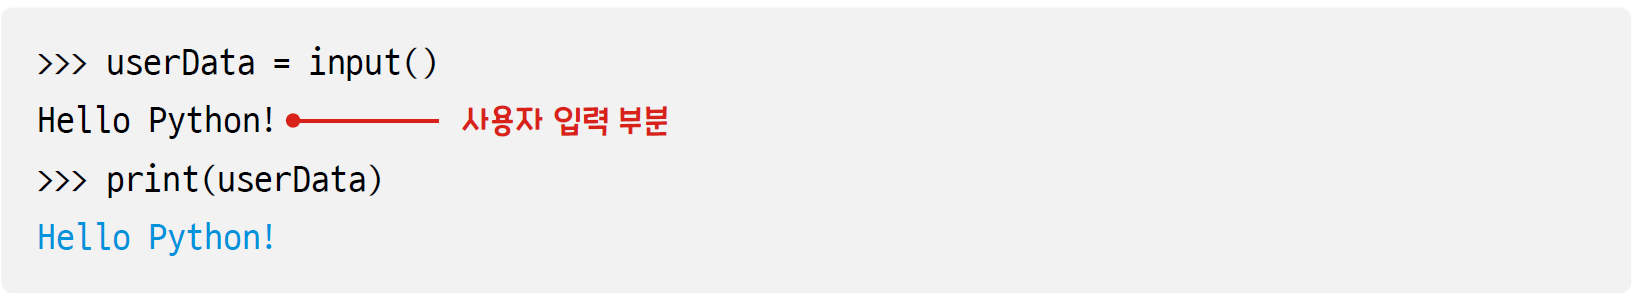 >>> userData = input()
Hello Python! 사용자 입력 부분
>>> print(userData)
Hello Python!